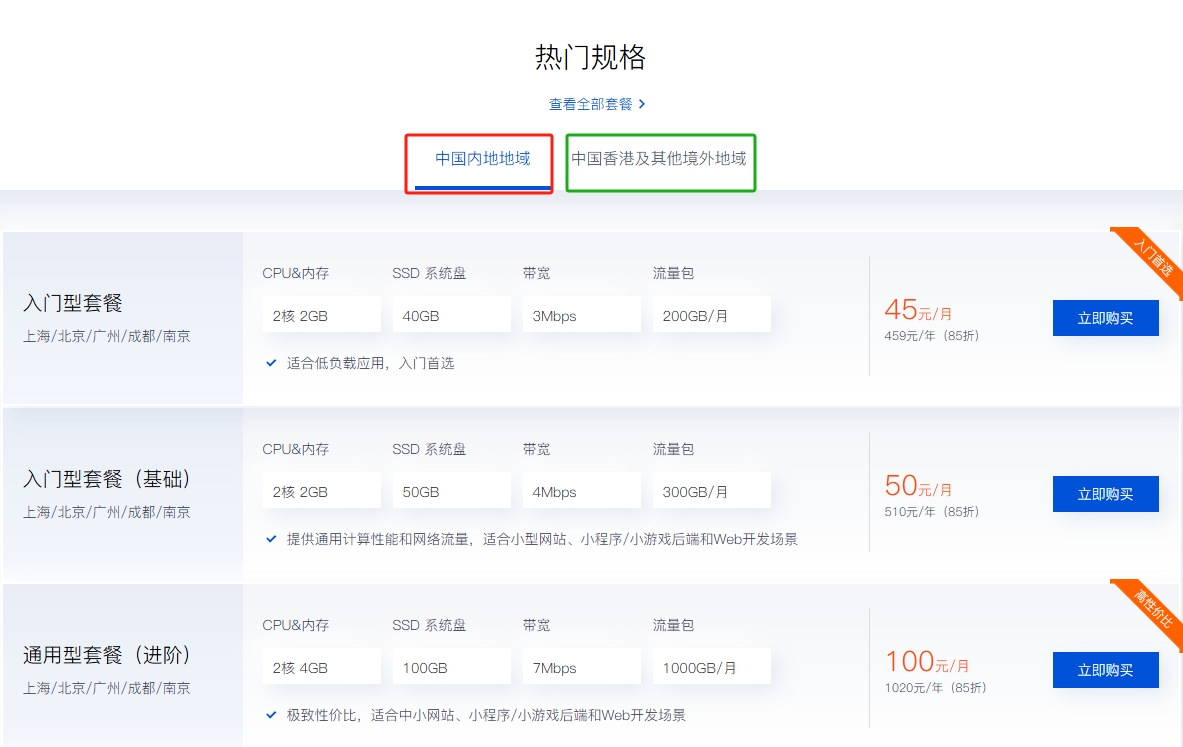 热门规格
查看全部套餐 >
中国内地地域 中国香港及其他境外地域
入门首选
入门型套餐
上海/北京/广州/成都/南京
CPU&内存 SSD 系统盘 带宽 流量包
2核 2GB 40GB 3Mbps 200GB/月
适合低负载应用，入门首选
45元/月
459元/年（85折）
立即购买
入门型套餐（基础）
上海/北京/广州/成都/南京
CPU&内存 SSD 系统盘 带宽 流量包
2核 2GB 50GB 4Mbps 300GB/月
提供通用计算性能和网络流量，适合小型网站、小程序/小游戏后端和Web开发场景
50元/月
510元/年（85折）
立即购买
高性价比
通用型套餐（进阶）
上海/北京/广州/成都/南京
CPU&内存 SSD 系统盘 带宽 流量包
2核 4GB 100GB 7Mbps 1000GB/月
极致性价比，适合中小网站、小程序/小游戏后端和Web开发场景
100元/月
1020元/年（85折）
立即购买